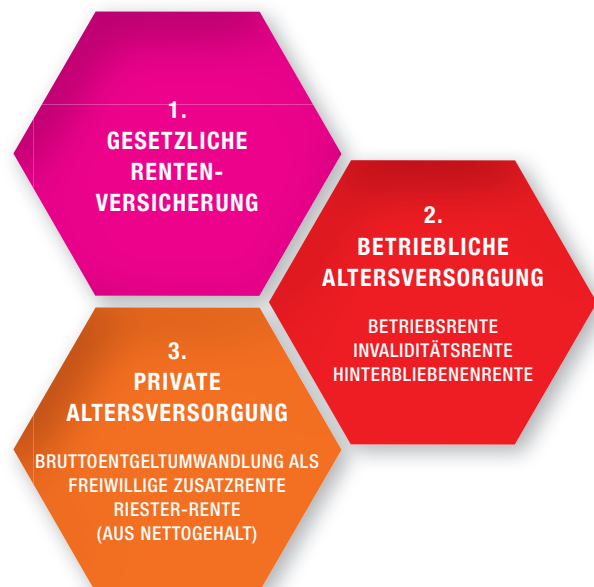 1.
GESETZLICHE
RENTEN-
VERSICHERUNG
2.
BETRIEBLICHE
ALTERSVERSORGUNG
BETRIEBSRENTE
INVALIDITÄTSRENTE
HINTERBLIEBENENRENTE
3.
PRIVATE
ALTERSVERSORGUNG
BRUTTOENTGELTUMWANDLUNG ALS
FREIWILLIGE ZUSATZRENTE
RIESTER-RENTE
(AUS NETTOGEHALT)